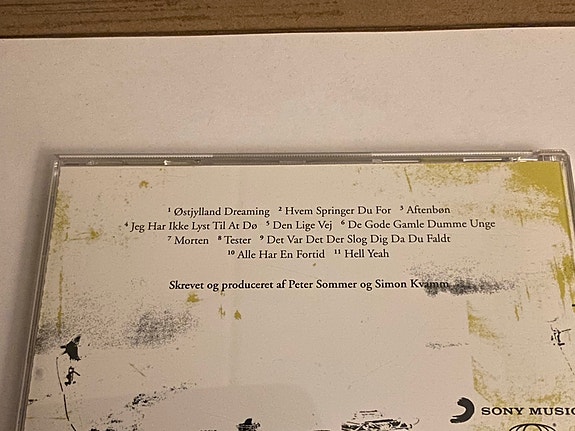 1 Østjylland Dreaming 2 Hvem Springer Du For 3 Aftenbøn
4 Jeg Har Ikke Lyst Til At Dø 5 Den Lige Vej 6 De Gode Gamle Dumme Unge
7 Morten 8 Tester 9 Det Var Det Der Slog Dig Da Du Faldt
10 Alle Har En Fortid 11 Hell Yeah
Skrevet og produceret af Peter Sommer og Simon Kvamm
SONY MUSIC